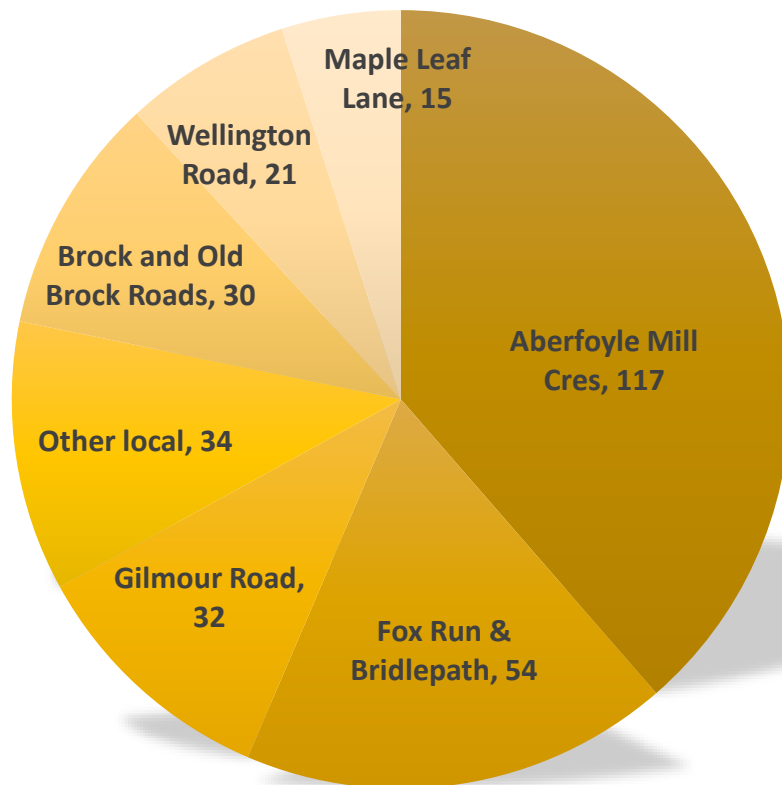 Maple Leaf
Lane, 15
Wellington
Road, 21
Brock and Old
Brock Roads, 30
Aberfoyle Mill
Cres, 117
Other local, 34
Gilmour Road,
32
Fox Run &
Bridlepath, 54